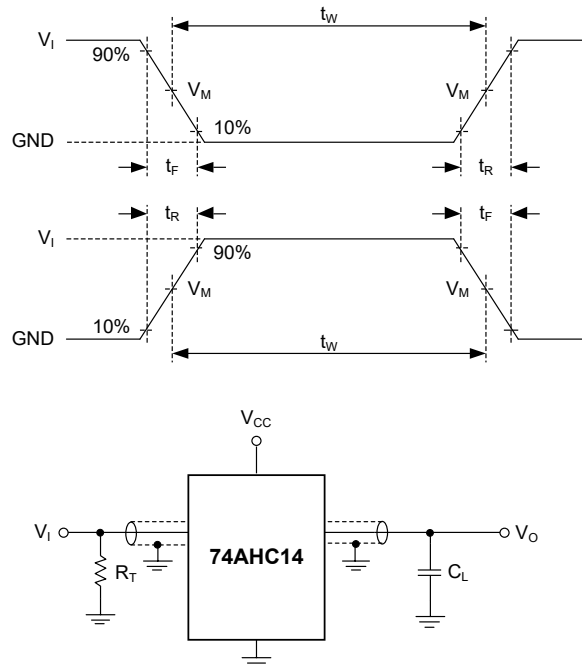 t_W
V_I
90%
V_M V_M
10%
GND
t_F t_R
t_R t_F
V_I
90%
V_M V_M
10%
GND
t_W
V_CC
V_I 74AHC14 V_O
R_T C_L